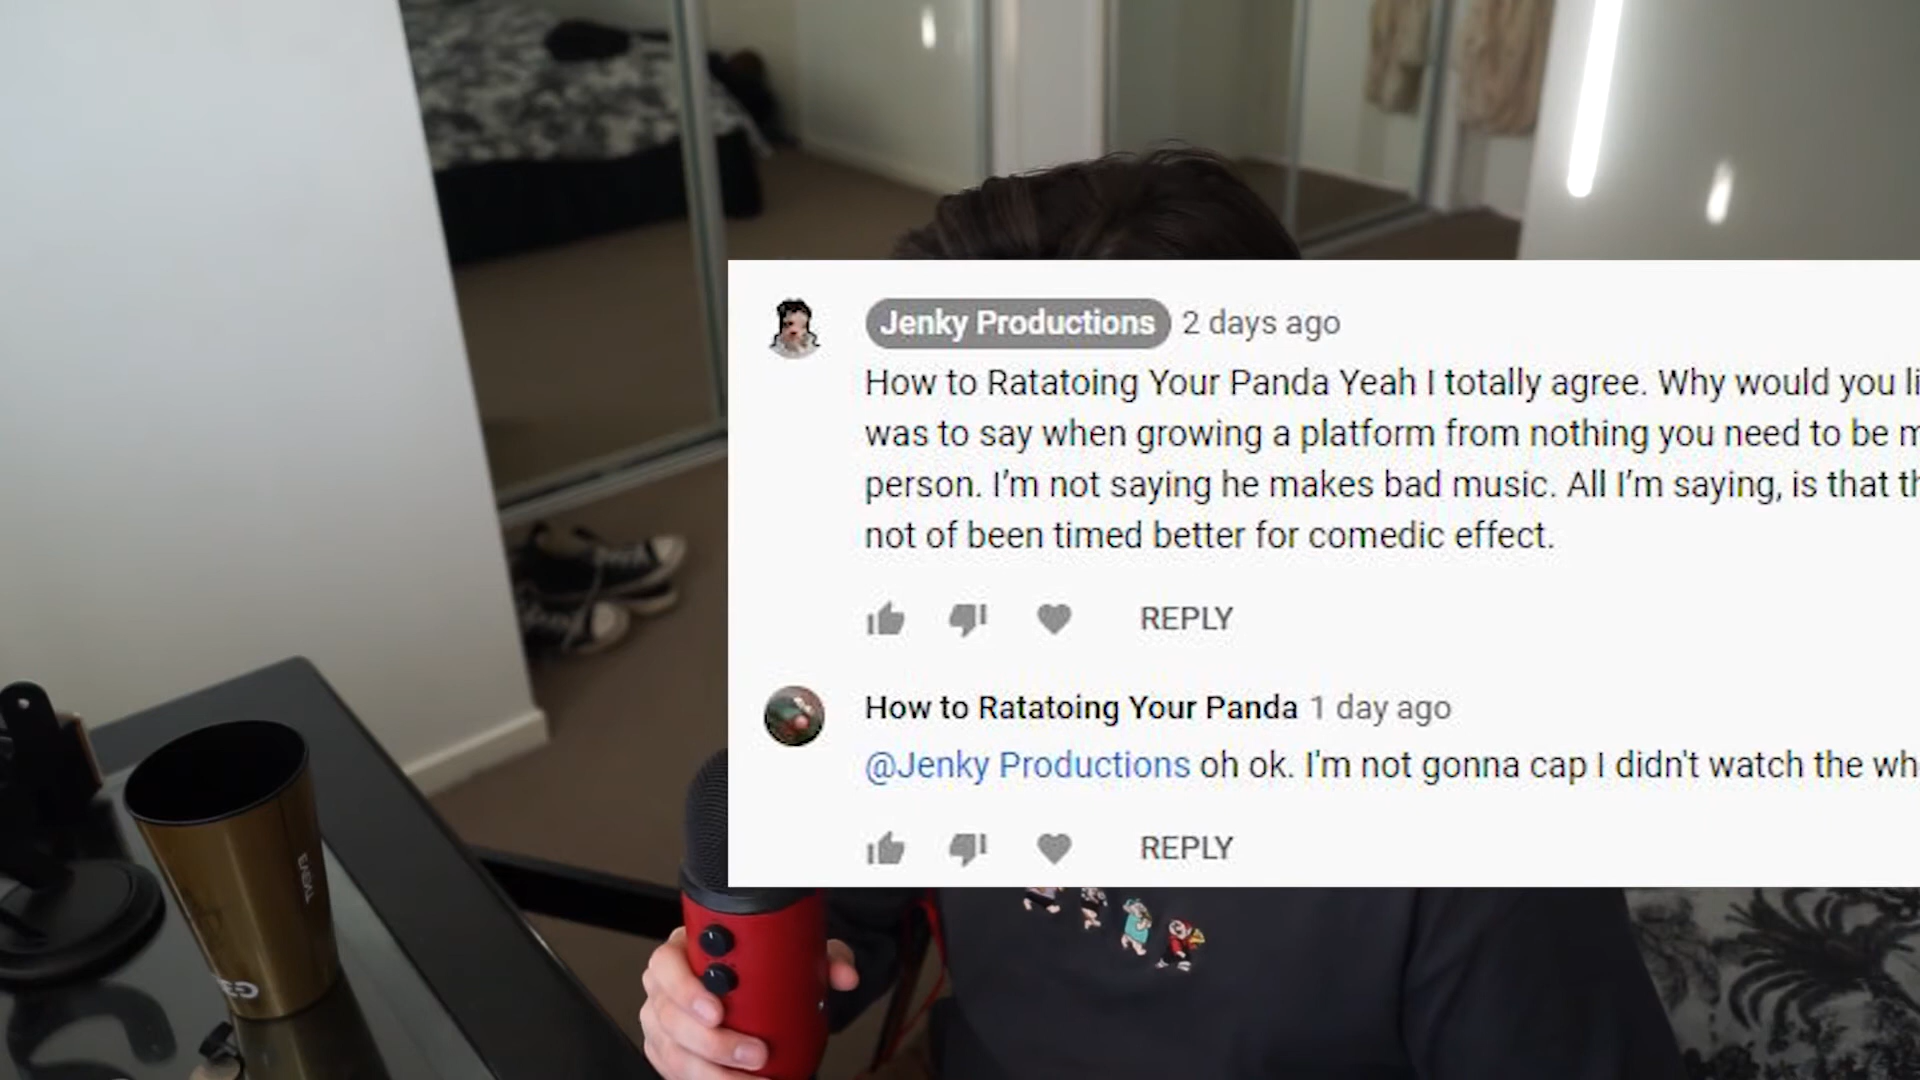 Jenky Productions 2 days ago
How to Ratatoing Your Panda Yeah I totally agree. Why would you li
was to say when growing a platform from nothing you need to be m
person. I'm not saying he makes bad music. All I'm saying, is that th
not of been timed better for comedic effect.
REPLY
How to Ratatoing Your Panda 1 day ago
@Jenky Productions oh ok. I'm not gonna cap I didn't watch the wh
REPLY